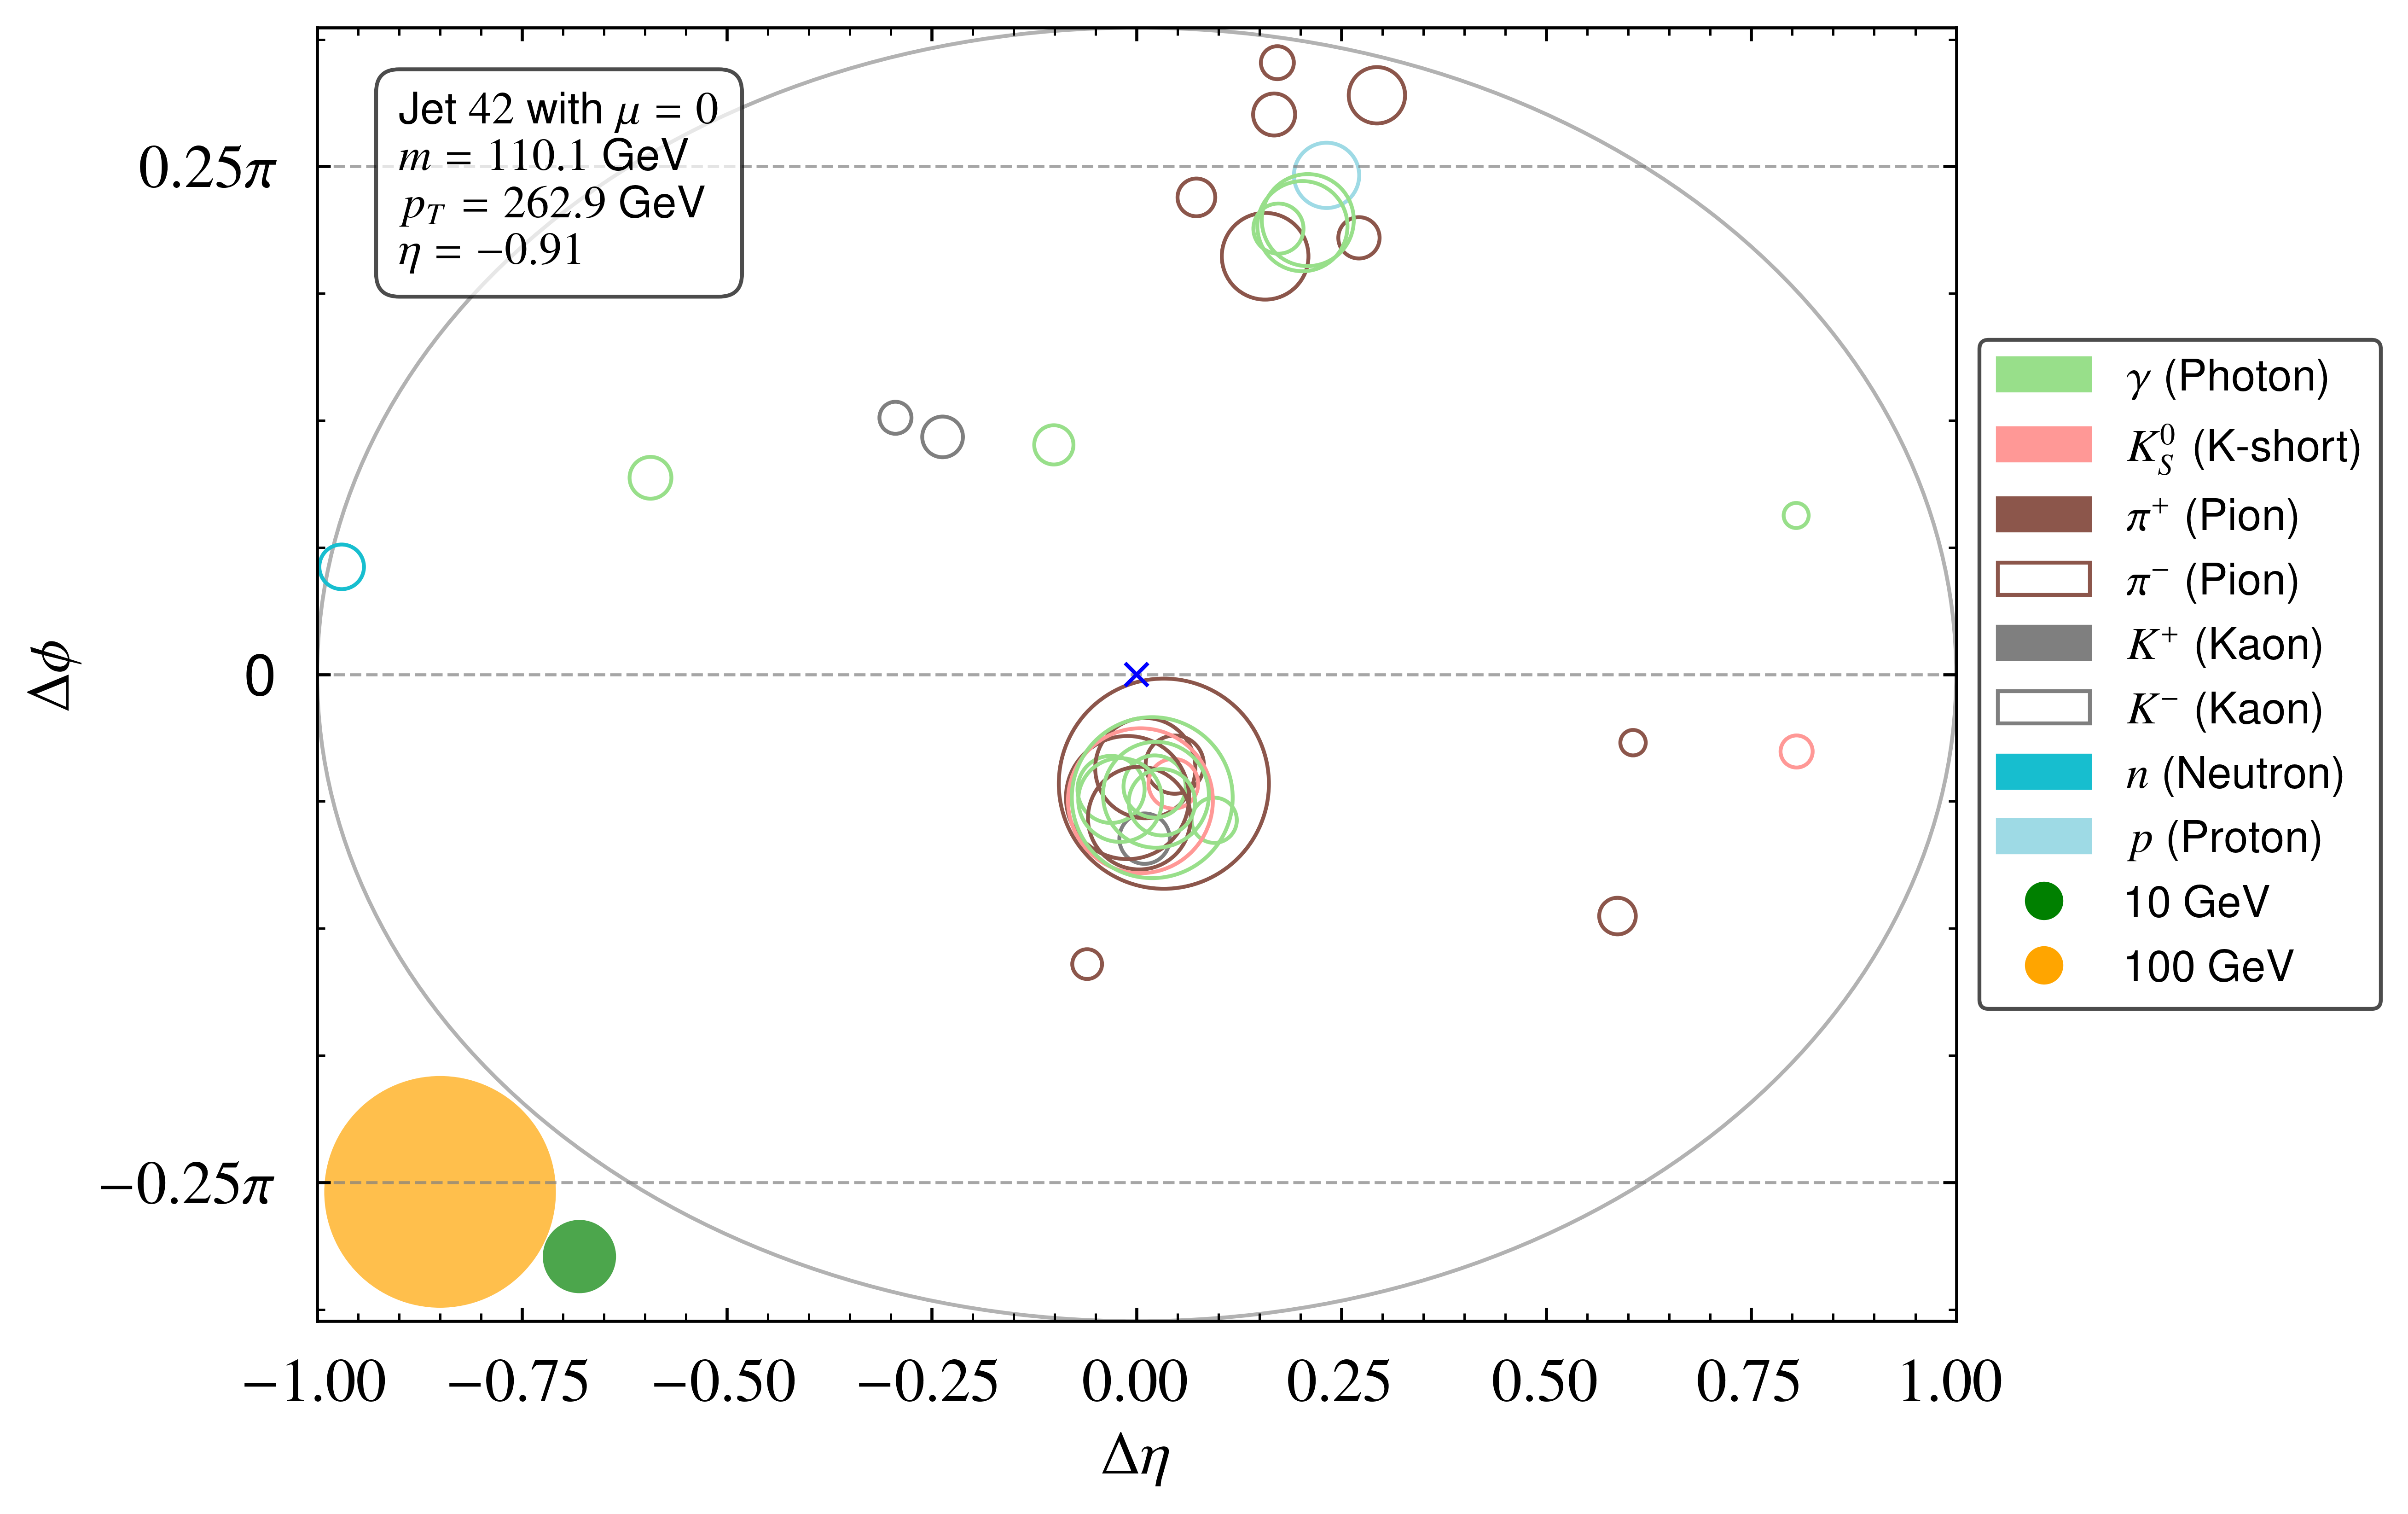 Jet 42 with μ = 0
m = 110.1 GeV
p_T = 262.9 GeV
η = −0.91
0.25π
0
−0.25π
Δϕ
−1.00 −0.75 −0.50 −0.25 0.00 0.25 0.50 0.75 1.00
Δη
γ (Photon)
K_S^0 (K-short)
π⁺ (Pion)
π⁻ (Pion)
K⁺ (Kaon)
K⁻ (Kaon)
n (Neutron)
p (Proton)
10 GeV
100 GeV